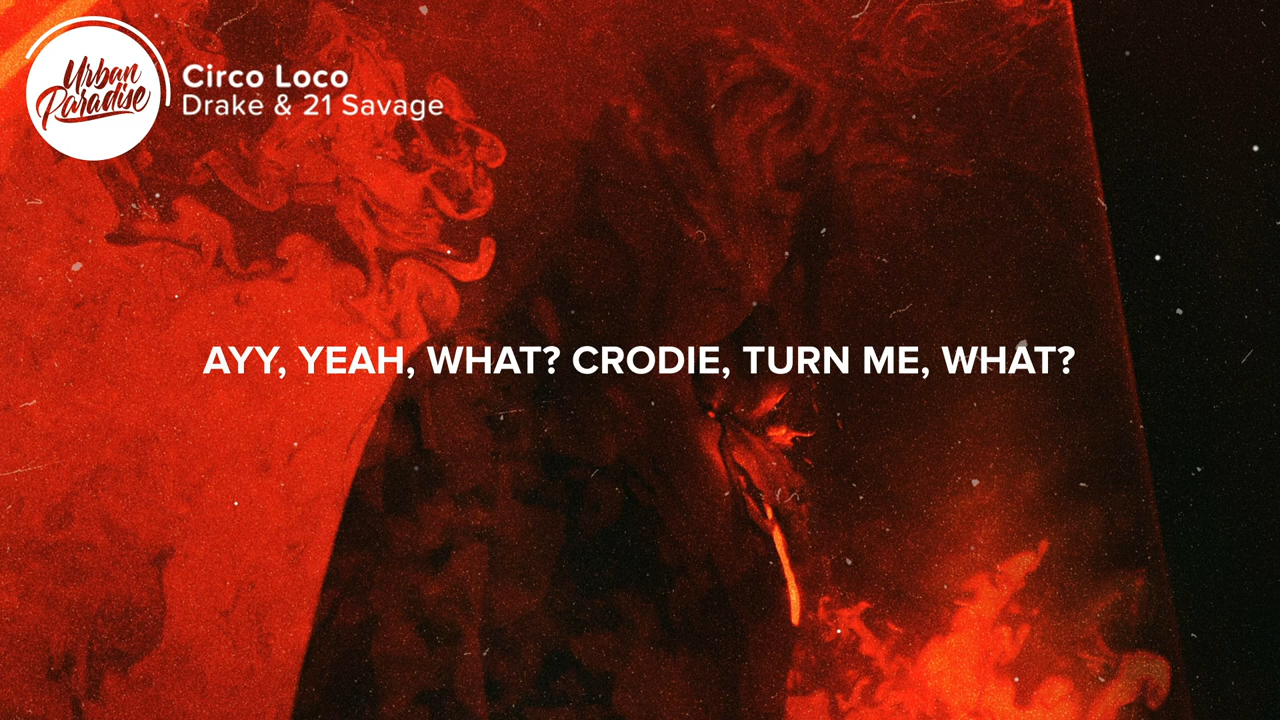 Urban
Paradise
Circo Loco
Drake & 21 Savage
AYY, YEAH, WHAT? CRODIE, TURN ME, WHAT?